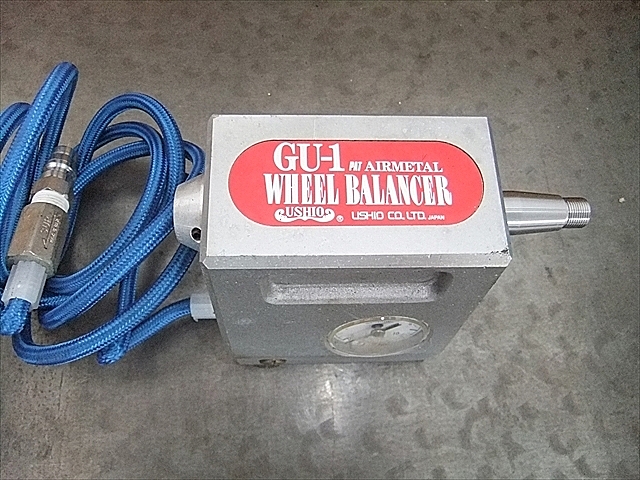 GU-1 PAT AIRMETAL
WHEEL BALANCER
USHIO ® USHIO CO. LTD. JAPAN